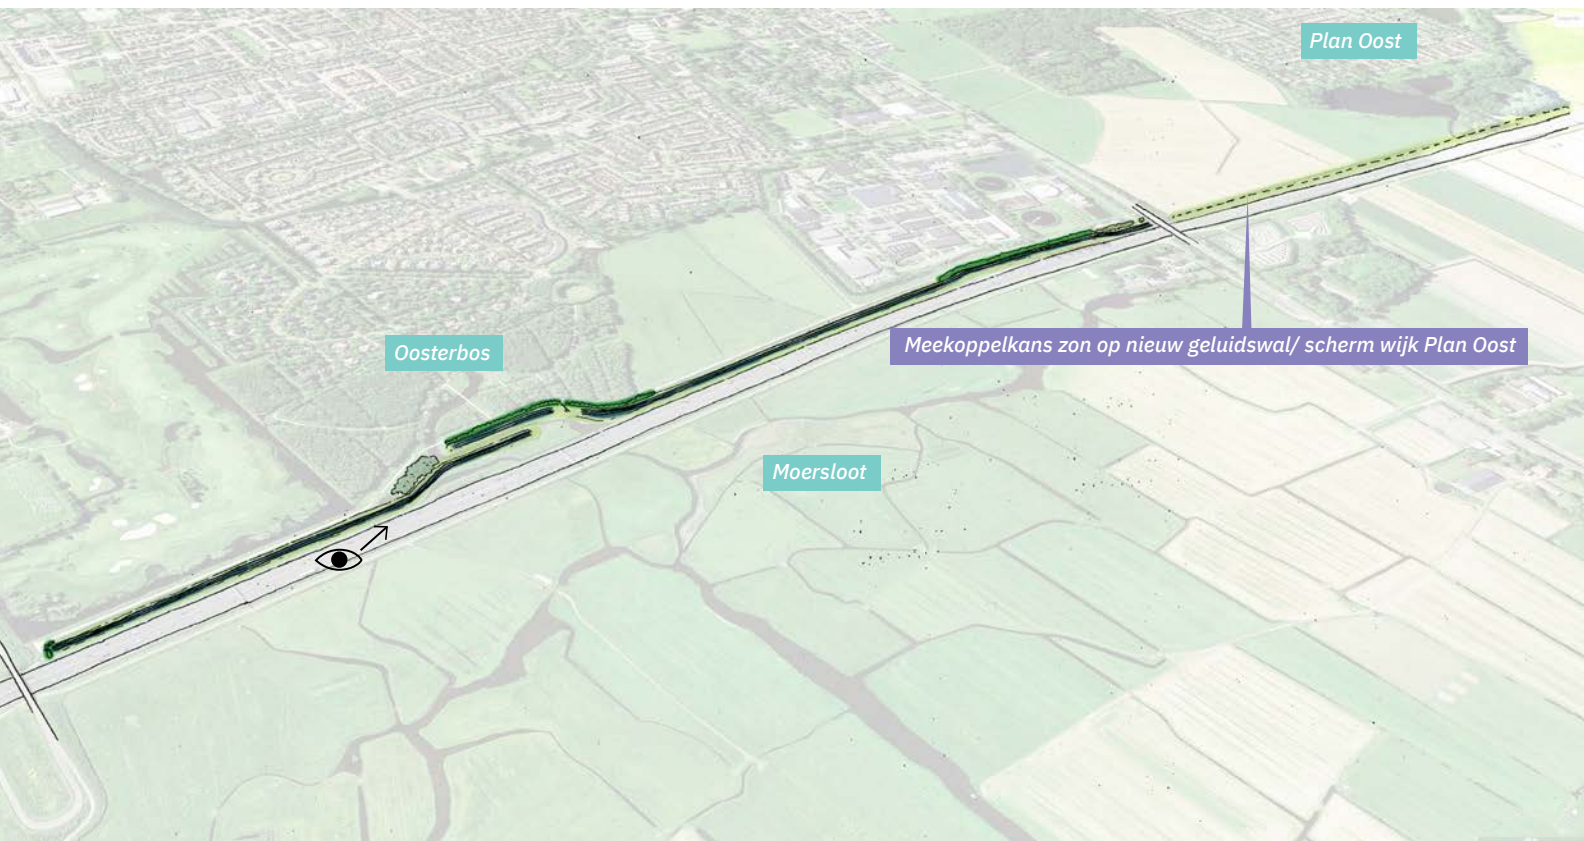 Plan Oost
Meekoppelkans zon op nieuw geluidswal/ scherm wijk Plan Oost
Oosterbos
Moersloot